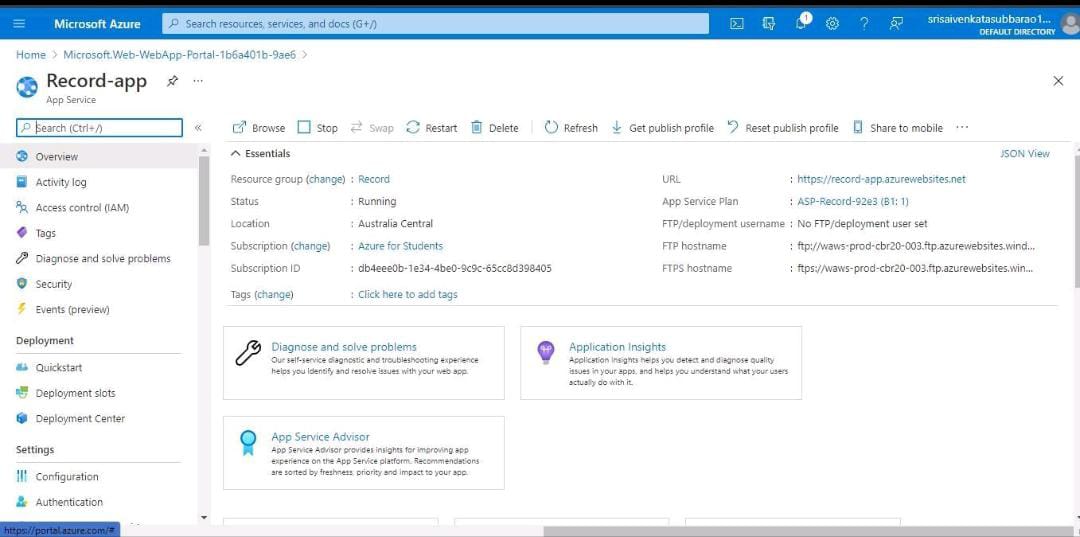 Microsoft Azure
Search resources, services, and docs (G+/)
1
srisaivenkatasubbarao1...
DEFAULT DIRECTORY
Home > Microsoft.Web-WebApp-Portal-1b6a401b-9ae6 >
Record-app
App Service
Search (Ctrl+/)
Overview
Activity log
Access control (IAM)
Tags
Diagnose and solve problems
Security
Events (preview)
Deployment
Quickstart
Deployment slots
Deployment Center
Settings
Configuration
Authentication
https://portal.azure.com/#
Browse Stop Swap Restart Delete Refresh Get publish profile Reset publish profile Share to mobile ...
Essentials
JSON View
Resource group (change) : Record
Status : Running
Location : Australia Central
Subscription (change) : Azure for Students
Subscription ID : db4eee0b-1e34-4be0-9c9c-65cc8d398405
Tags (change) : Click here to add tags
URL : https://record-app.azurewebsites.net
App Service Plan : ASP-Record-92e3 (B1: 1)
FTP/deployment username : No FTP/deployment user set
FTP hostname : ftp://waws-prod-cbr20-003.ftp.azurewebsites.wind...
FTPS hostname : ftps://waws-prod-cbr20-003.ftp.azurewebsites.win...
Diagnose and solve problems
Our self-service diagnostic and troubleshooting experience
helps you identify and resolve issues with your web app.
Application Insights
Application Insights helps you detect and diagnose quality
issues in your apps, and helps you understand what your users
actually do with it.
App Service Advisor
App Service Advisor provides insights for improving app
experience on the App Service platform. Recommendations
are sorted by freshness, priority and impact to your app.